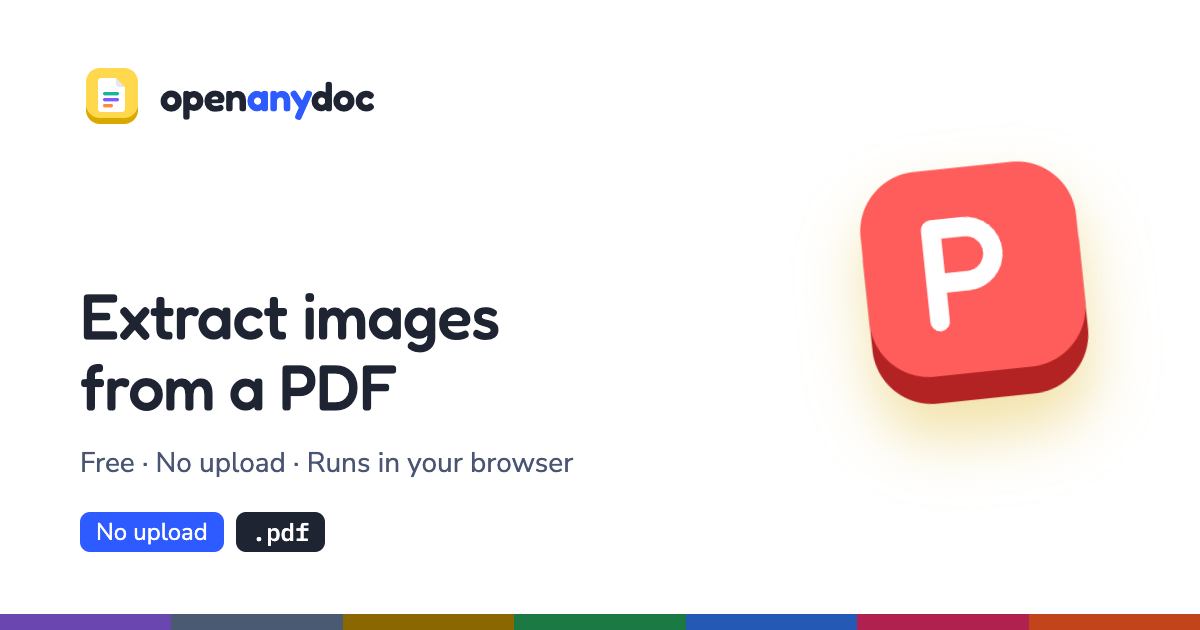 openanydoc
P
Extract images
from a PDF
Free · No upload · Runs in your browser
No upload
.pdf